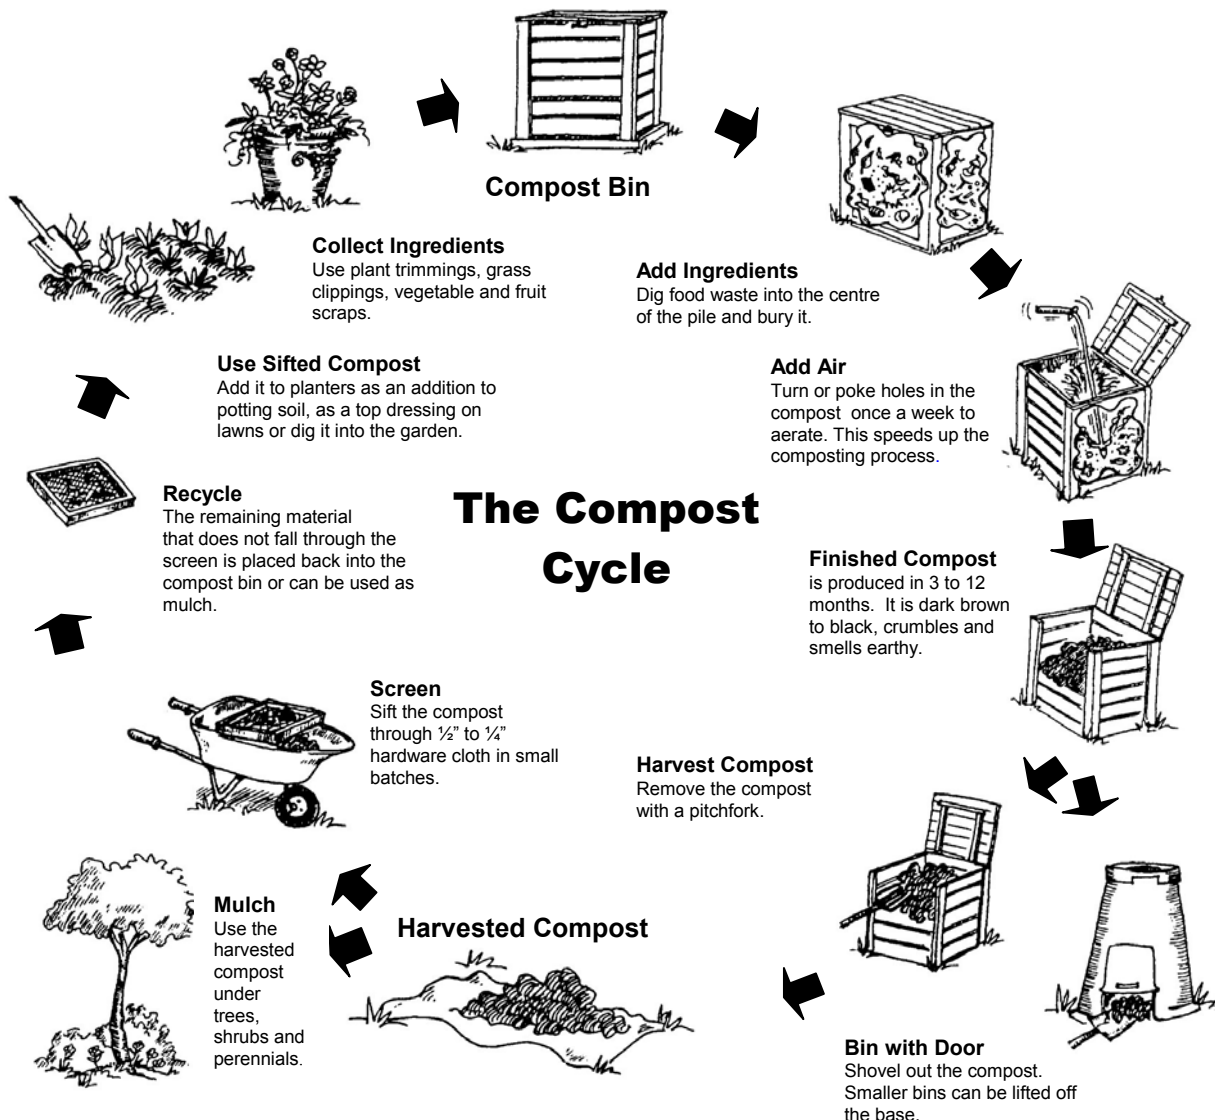 Compost Bin
Collect Ingredients
Use plant trimmings, grass
clippings, vegetable and fruit
scraps.
Add Ingredients
Dig food waste into the centre
of the pile and bury it.
Use Sifted Compost
Add it to planters as an addition to
potting soil, as a top dressing on
lawns or dig it into the garden.
Add Air
Turn or poke holes in the
compost once a week to
aerate. This speeds up the
composting process.
Recycle
The remaining material
that does not fall through the
screen is placed back into the
compost bin or can be used as
mulch.
The Compost
Cycle
Finished Compost
is produced in 3 to 12
months. It is dark brown
to black, crumbles and
smells earthy.
Screen
Sift the compost
through ½” to ¼”
hardware cloth in small
batches.
Harvest Compost
Remove the compost
with a pitchfork.
Mulch
Use the
harvested
compost
under
trees,
shrubs and
perennials.
Harvested Compost
Bin with Door
Shovel out the compost.
Smaller bins can be lifted off
the base.